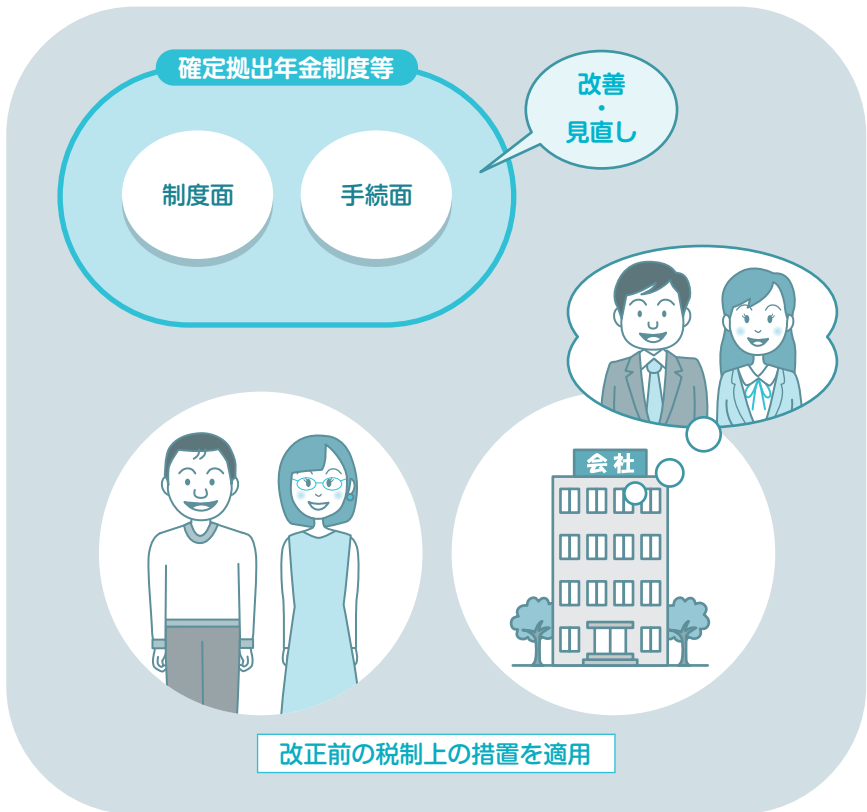 確定拠出年金制度等
改善
・
見直し
制度面
手続面
会社
改正前の税制上の措置を適用